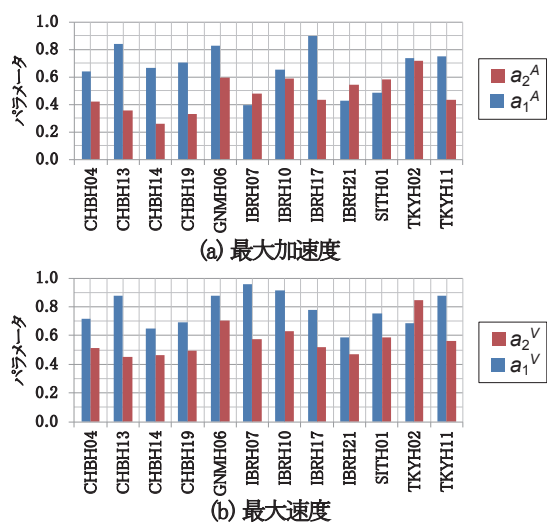 1.0
0.8
0.6
0.4
0.2
0.0
パラメータ
CHBH04
CHBH13
CHBH14
CHBH19
GNMH06
IBRH07
IBRH10
IBRH17
IBRH21
SITH01
TKYH02
TKYH11
a₂ᴬ
a₁ᴬ
(a) 最大加速度
1.0
0.8
0.6
0.4
0.2
0.0
パラメータ
CHBH04
CHBH13
CHBH14
CHBH19
GNMH06
IBRH07
IBRH10
IBRH17
IBRH21
SITH01
TKYH02
TKYH11
a₂ⱽ
a₁ⱽ
(b) 最大速度